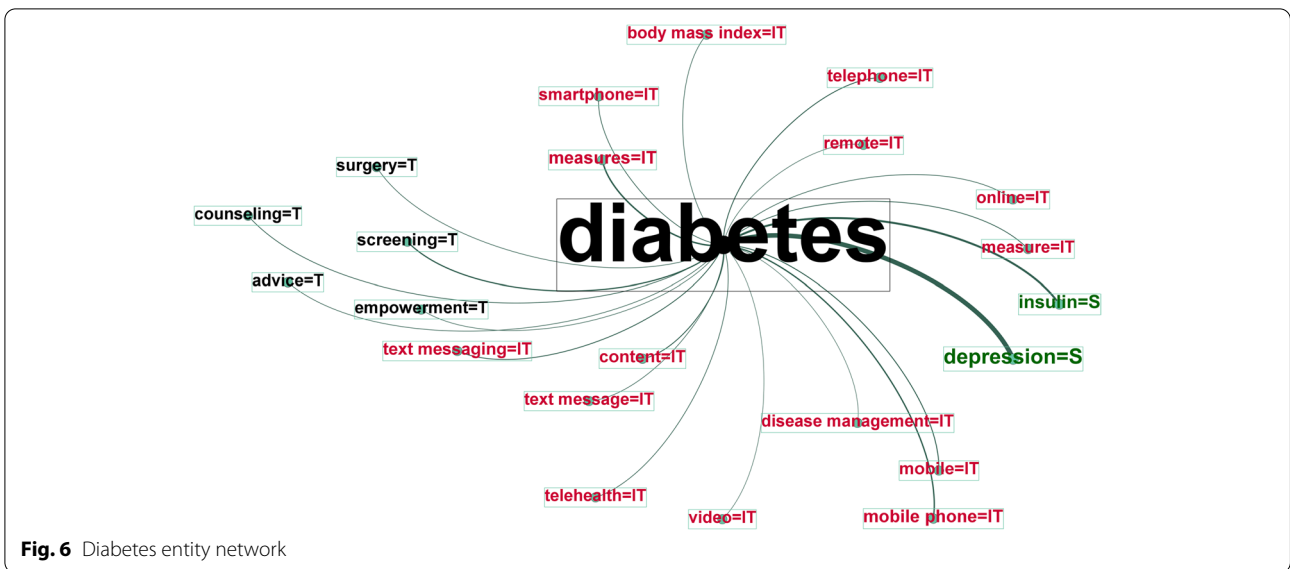 body mass index=IT
telephone=IT
smartphone=IT
remote=IT
measures=IT
surgery=T
online=IT
counseling=T
diabetes
screening=T
measure=IT
advice=T
insulin=S
empowerment=T
text messaging=IT
content=IT
depression=S
text message=IT
disease management=IT
mobile=IT
telehealth=IT
video=IT
mobile phone=IT
Fig. 6 Diabetes entity network